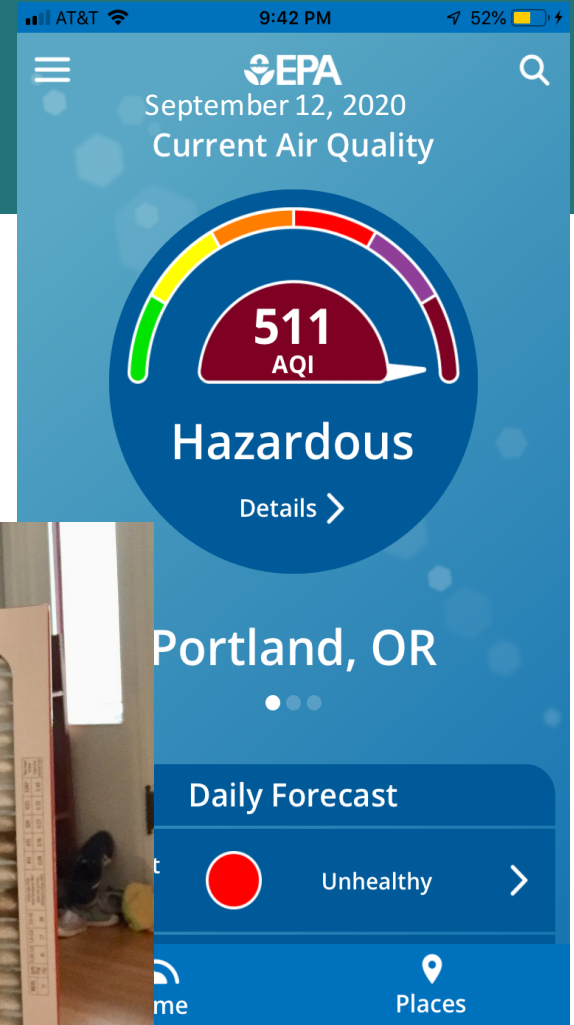 AT&T
9:42 PM
52%
EPA
September 12, 2020
Current Air Quality
511
AQI
Hazardous
Details
Portland, OR
Daily Forecast
t
Unhealthy
me
Places